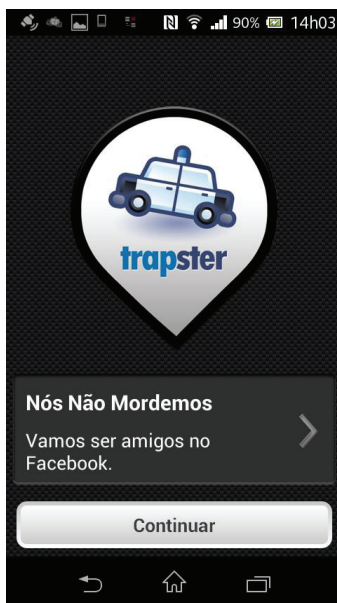 90% 14h03
trapster
Nós Não Mordemos
Vamos ser amigos no
Facebook.
Continuar